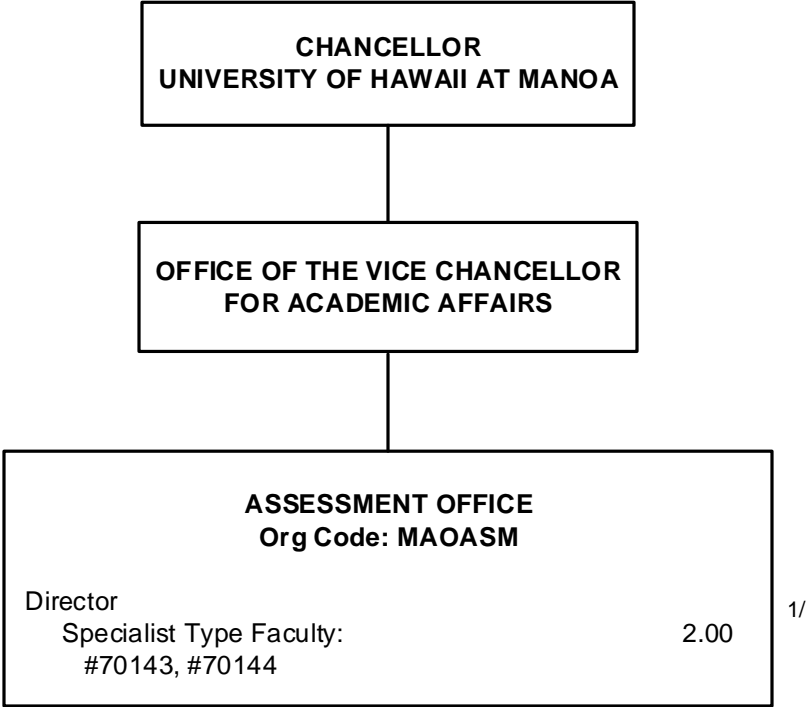 CHANCELLOR
UNIVERSITY OF HAWAII AT MANOA
OFFICE OF THE VICE CHANCELLOR
FOR ACADEMIC AFFAIRS
ASSESSMENT OFFICE
Org Code: MAOASM
Director
Specialist Type Faculty: 2.00 1/
#70143, #70144